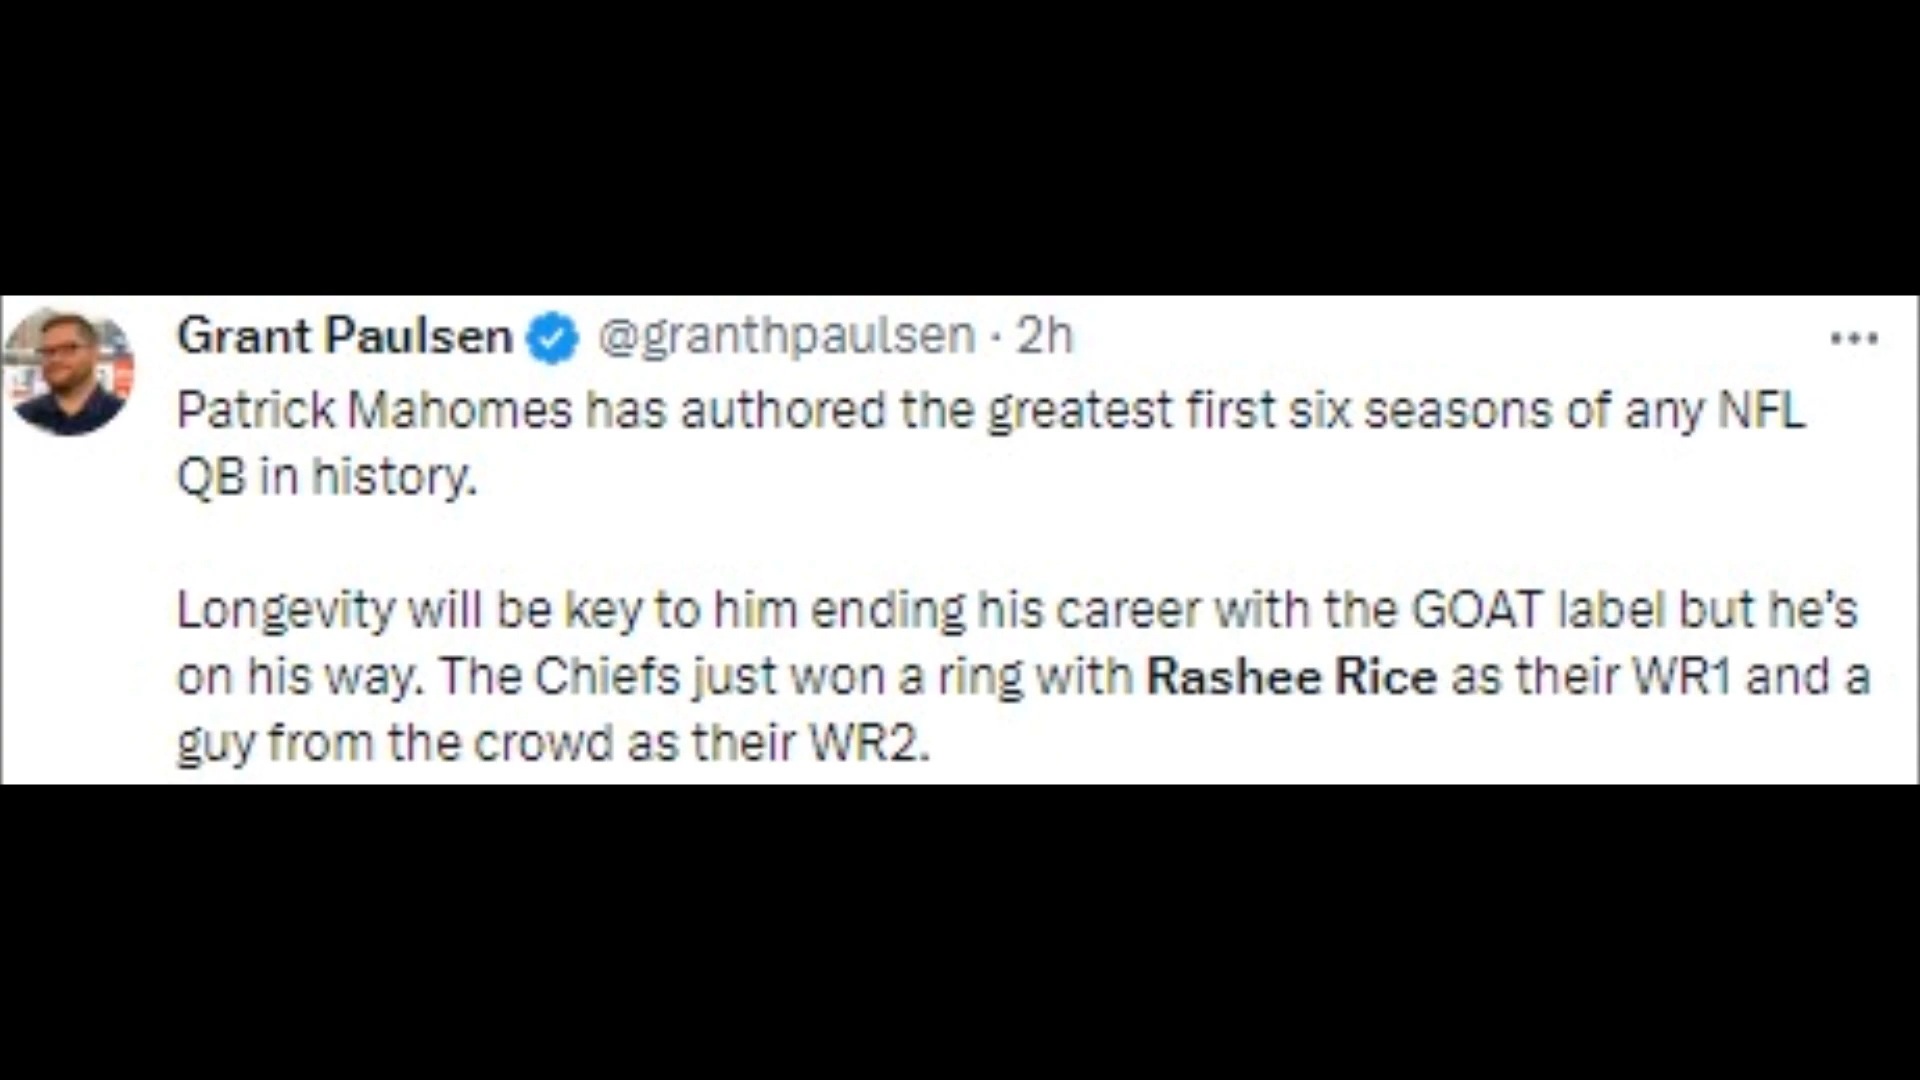 Grant Paulsen @granthpaulsen · 2h
Patrick Mahomes has authored the greatest first six seasons of any NFL
QB in history.
Longevity will be key to him ending his career with the GOAT label but he's
on his way. The Chiefs just won a ring with Rashee Rice as their WR1 and a
guy from the crowd as their WR2.